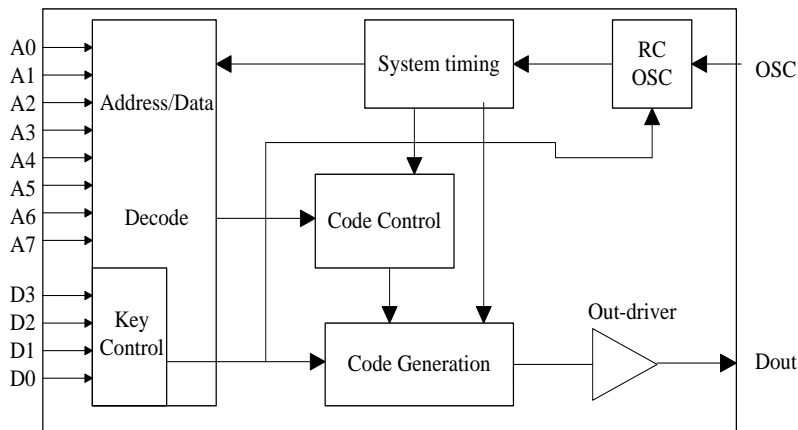 A0
A1
A2
A3
A4
A5
A6
A7
D3
D2
D1
D0
Address/Data
Decode
Key
Control
System timing
RC
OSC
OSC
Code Control
Code Generation
Out-driver
Dout